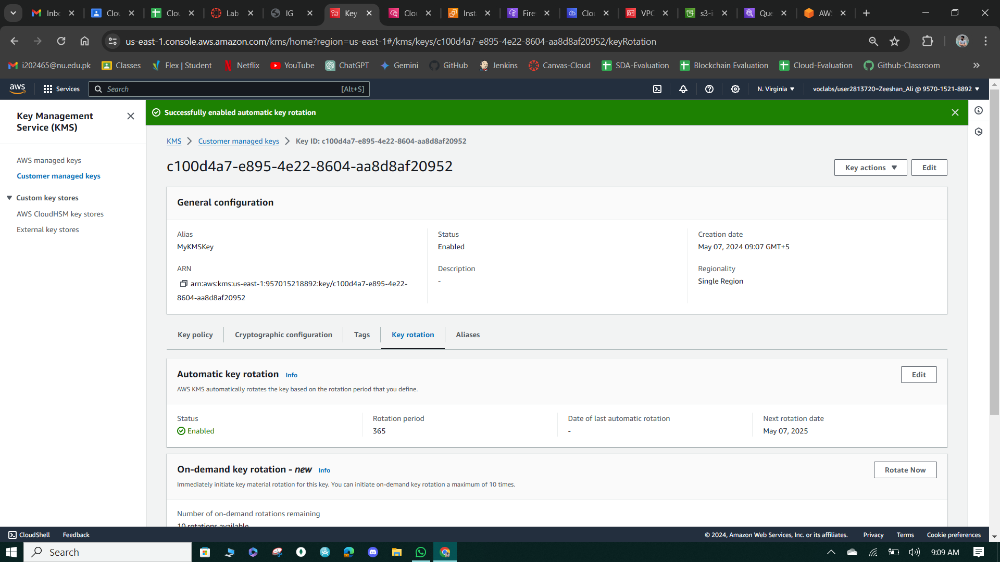 Inbo
Clou
Clou
Lab
IG
Key
Clou
Inst
Fire
Clou
VPC
s3-i
Que
AWS
us-east-1.console.aws.amazon.com/kms/home?region=us-east-1#/kms/keys/c100d4a7-e895-4e22-8604-aa8d8af20952/keyRotation
i202465@nu.edu.pk
Classes
Flex | Student
Netflix
YouTube
ChatGPT
Gemini
GitHub
Jenkins
Canvas-Cloud
SDA-Evaluation
Blockchain Evaluation
Cloud-Evaluation
Github-Classroom
aws
Services
Search
[Alt+S]
N. Virginia
voclabs/user2813720=Zeeshan_Ali @ 9570-1521-8892
Key Management
Service (KMS)
AWS managed keys
Customer managed keys
Custom key stores
AWS CloudHSM key stores
External key stores
Successfully enabled automatic key rotation
KMS
Customer managed keys
Key ID: c100d4a7-e895-4e22-8604-aa8d8af20952
c100d4a7-e895-4e22-8604-aa8d8af20952
Key actions
Edit
General configuration
Alias
MyKMSKey
ARN
arn:aws:kms:us-east-1:957015218892:key/c100d4a7-e895-4e22-
8604-aa8d8af20952
Status
Enabled
Description
-
Creation date
May 07, 2024 09:07 GMT+5
Regionality
Single Region
Key policy
Cryptographic configuration
Tags
Key rotation
Aliases
Automatic key rotation
Info
Edit
AWS KMS automatically rotates the key based on the rotation period that you define.
Status
Enabled
Rotation period
365
Date of last automatic rotation
-
Next rotation date
May 07, 2025
On-demand key rotation - new
Info
Rotate Now
Immediately initiate key material rotation for this key. You can initiate on-demand key rotation a maximum of 10 times.
Number of on-demand rotations remaining
10 rotations available
CloudShell
Feedback
© 2024, Amazon Web Services, Inc. or its affiliates.
Privacy
Terms
Cookie preferences
Search
9:09 AM